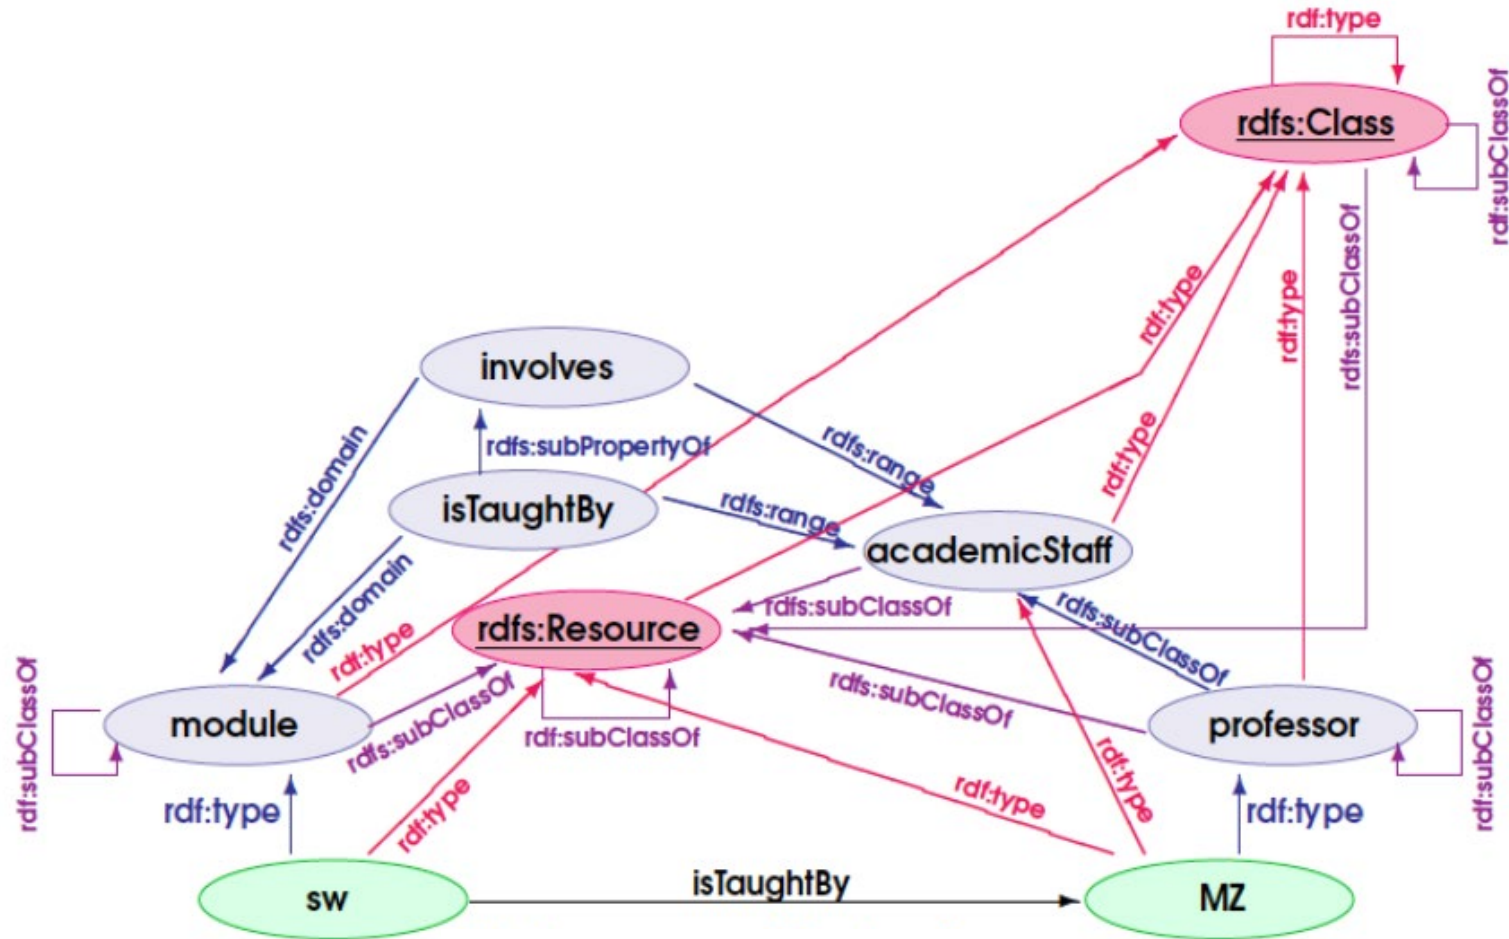 rdf:type
rdfs:Class
rdf:subClassOf
rdf:type
rdf:type
rdfs:subClassOf
involves
rdfs:subPropertyOf
rdfs:range
rdf:type
rdfs:domain
isTaughtBy
rdfs:range
academicStaff
rdfs:domain
rdf:type
rdfs:Resource
rdfs:subClassOf
rdfs:subClassOf
rdf:subClassOf
module
rdfs:subClassOf
rdf:subClassOf
rdfs:subClassOf
professor
rdf:subClassOf
rdf:type
rdf:type
rdf:type
rdf:type
rdf:type
sw
isTaughtBy
MZ